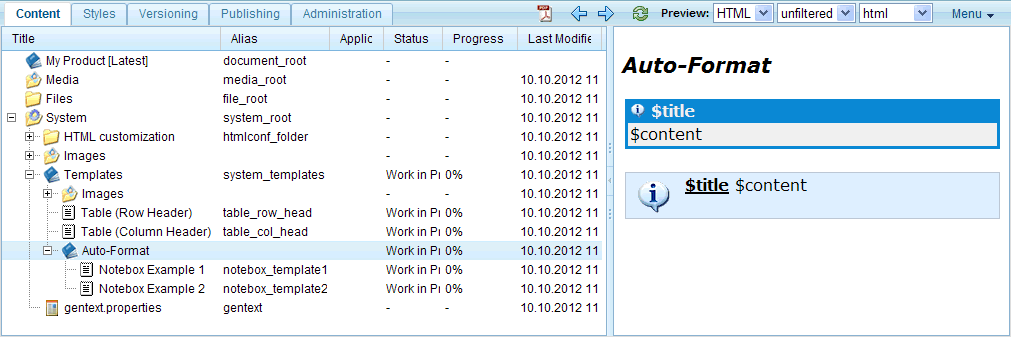 Content Styles Versioning Publishing Administration Preview: HTML unfiltered html Menu
Title Alias Applic Status Progress Last Modifie
My Product [Latest] document_root - -
Media media_root - - 10.10.2012 11
Files file_root - - 10.10.2012 11
System system_root - - 10.10.2012 11
HTML customization htmlconf_folder - - 10.10.2012 11
Images - - 10.10.2012 11
Templates system_templates Work in Pr 0% 10.10.2012 11
Images - - 10.10.2012 11
Table (Row Header) table_row_head Work in Pr 0% 10.10.2012 11
Table (Column Header) table_col_head Work in Pr 0% 10.10.2012 11
Auto-Format Work in Pr 0% 10.10.2012 11
Notebox Example 1 notebox_template1 Work in Pr 0% 10.10.2012 11
Notebox Example 2 notebox_template2 Work in Pr 0% 10.10.2012 11
gentext.properties gentext - - 10.10.2012 11
Auto-Format
$title
$content
$title $content